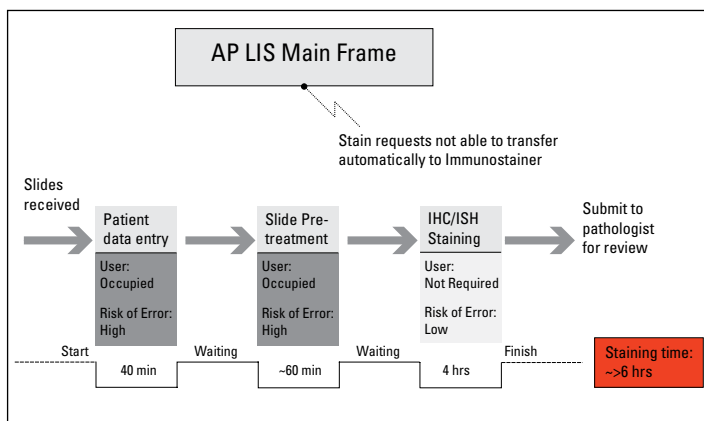 AP LIS Main Frame
Stain requests not able to transfer
automatically to Immunostainer
Slides
received
Patient
data entry
User:
Occupied
Risk of Error:
High
Slide Pre-
treatment
User:
Occupied
Risk of Error:
High
IHC/ISH
Staining
User:
Not Required
Risk of Error:
Low
Submit to
pathologist
for review
Start
40 min
Waiting
~60 min
Waiting
4 hrs
Finish
Staining time:
~>6 hrs